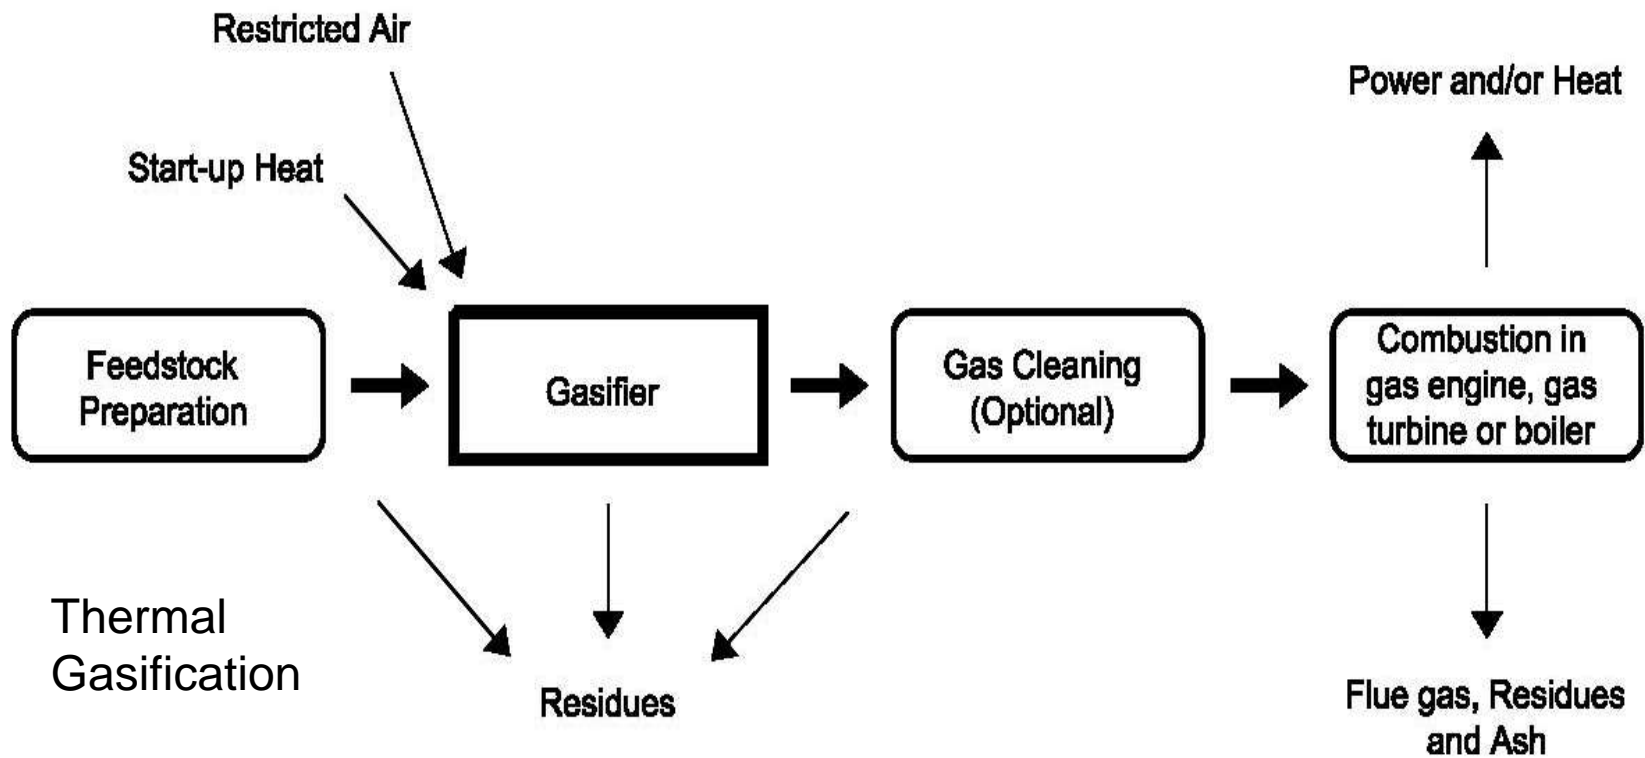 Restricted Air
Power and/or Heat
Start-up Heat
Feedstock
Preparation
Gasifier
Gas Cleaning
(Optional)
Combustion in
gas engine, gas
turbine or boiler
Thermal
Gasification
Residues
Flue gas, Residues
and Ash